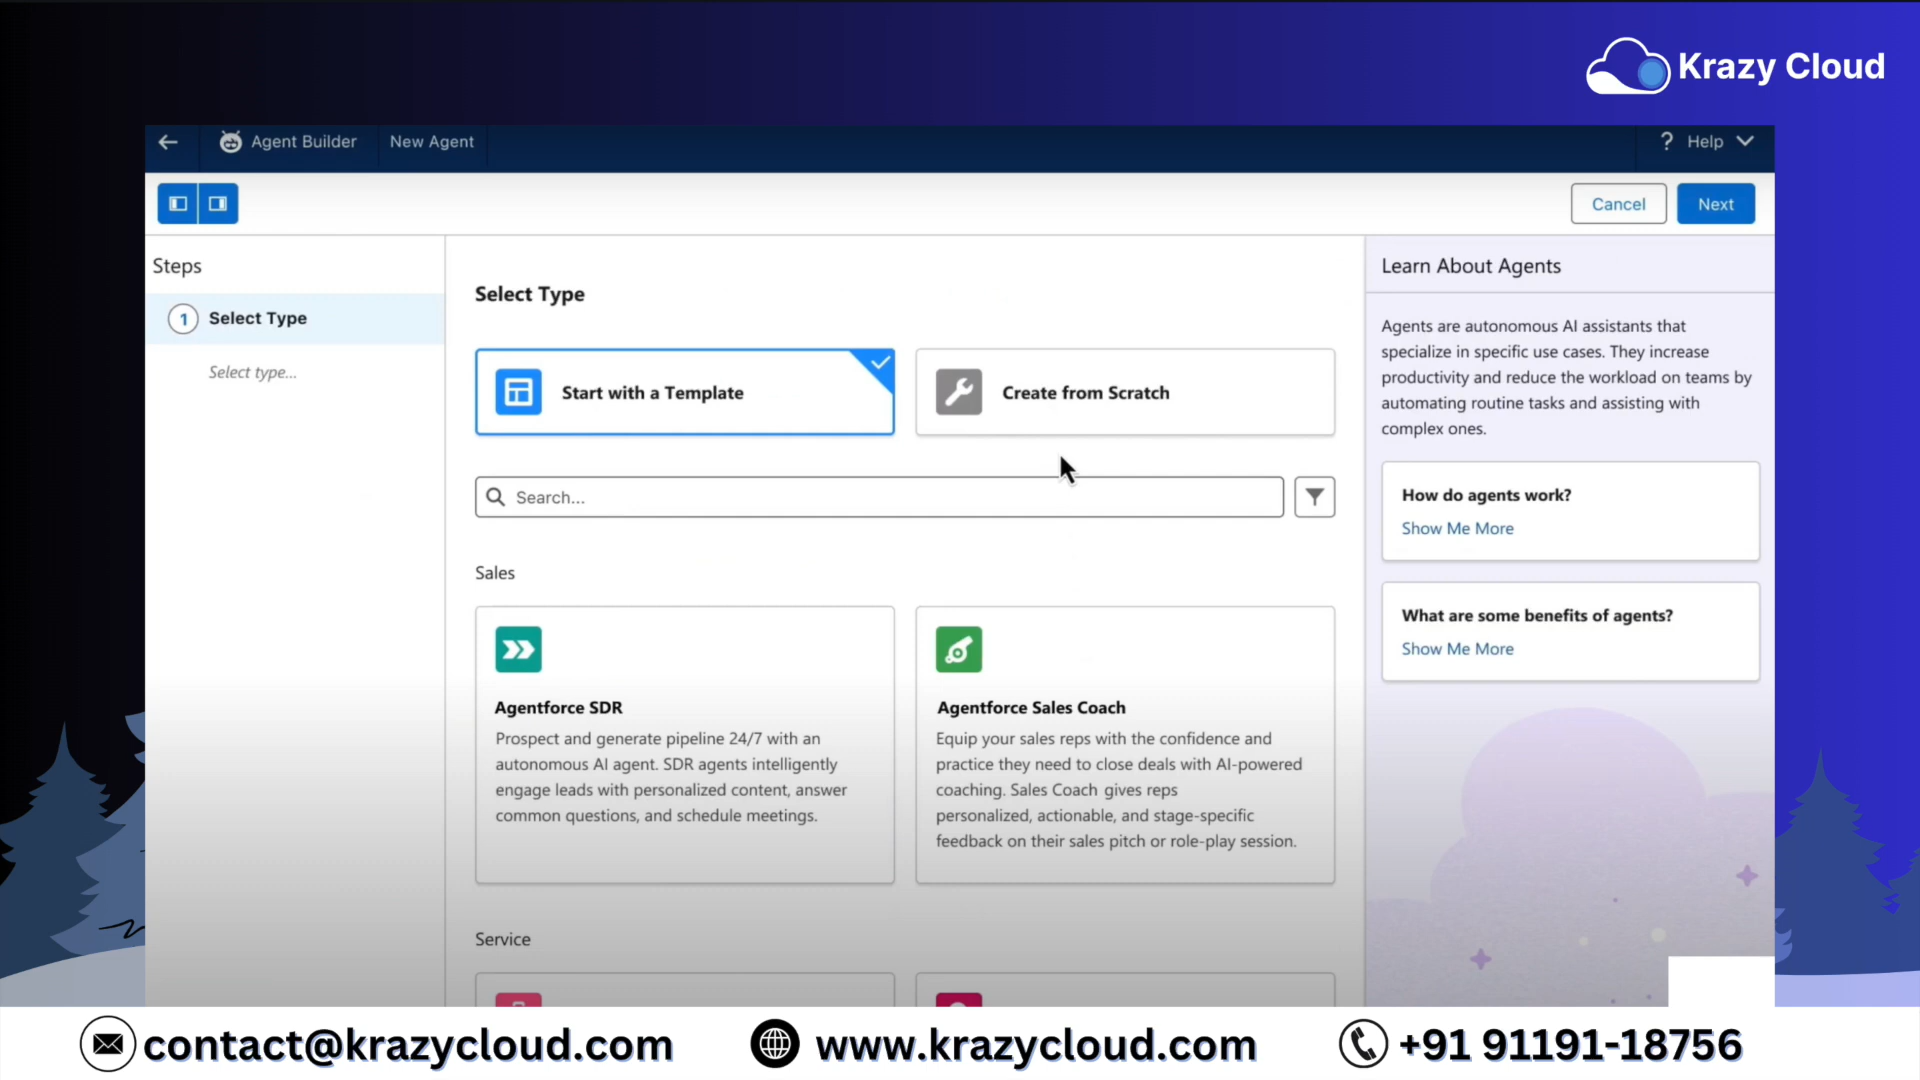 Krazy Cloud
Agent Builder
New Agent
? Help
Cancel
Next
Steps
1 Select Type
Select type...
Select Type
Start with a Template
Create from Scratch
Search...
Sales
Agentforce SDR
Prospect and generate pipeline 24/7 with an
autonomous AI agent. SDR agents intelligently
engage leads with personalized content, answer
common questions, and schedule meetings.
Agentforce Sales Coach
Equip your sales reps with the confidence and
practice they need to close deals with AI-powered
coaching. Sales Coach gives reps
personalized, actionable, and stage-specific
feedback on their sales pitch or role-play session.
Service
Learn About Agents
Agents are autonomous AI assistants that
specialize in specific use cases. They increase
productivity and reduce the workload on teams by
automating routine tasks and assisting with
complex ones.
How do agents work?
Show Me More
What are some benefits of agents?
Show Me More
contact@krazycloud.com
www.krazycloud.com
+91 91191-18756